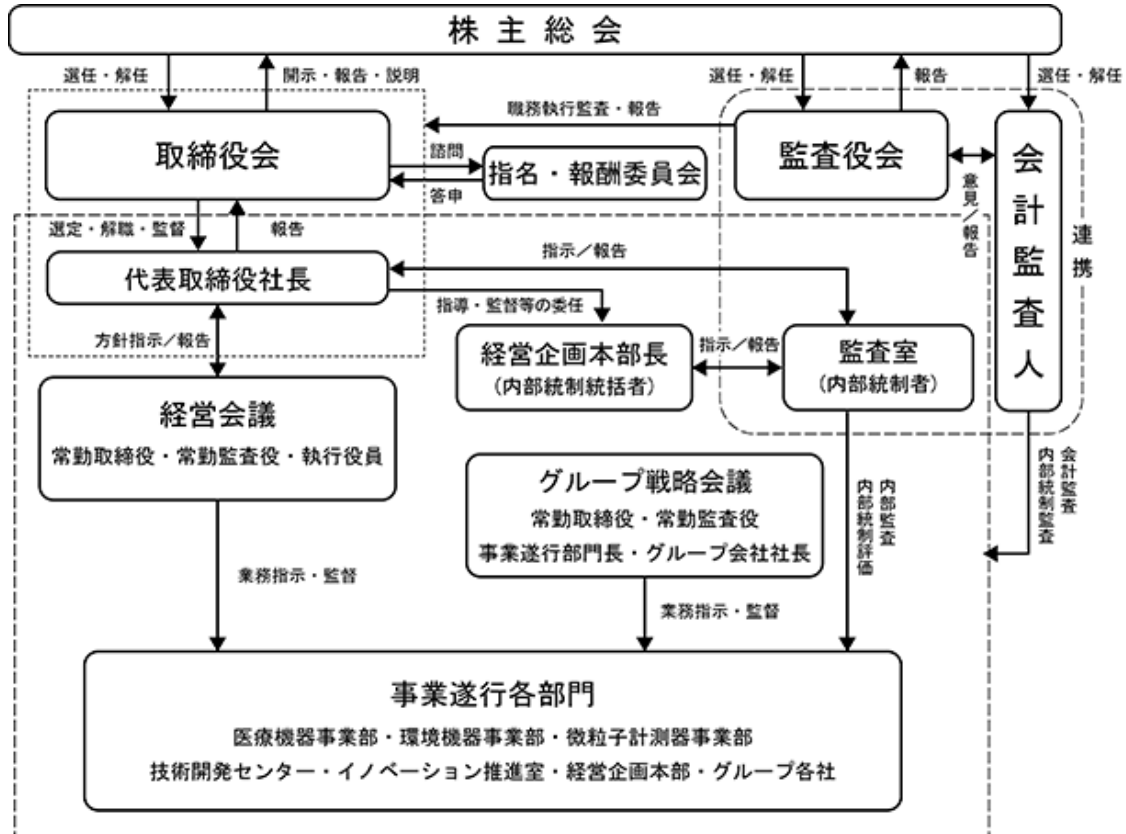 株主総会
選任・解任
開示・報告・説明
選任・解任
報告
選任・解任
職務執行監査・報告
取締役会
諮問
答申
指名・報酬委員会
監査役会
意見/報告
会計監査人
連携
選定・解職・監督
報告
指示/報告
代表取締役社長
指導・監督等の委任
方針指示/報告
経営企画本部長
(内部統制統括者)
指示/報告
監査室
(内部統制者)
経営会議
常勤取締役・常勤監査役・執行役員
グループ戦略会議
常勤取締役・常勤監査役
事業遂行部門長・グループ会社社長
内部監査
内部統制評価
会計監査
内部統制監査
業務指示・監督
業務指示・監督
事業遂行各部門
医療機器事業部・環境機器事業部・微粒子計測器事業部
技術開発センター・イノベーション推進室・経営企画本部・グループ各社